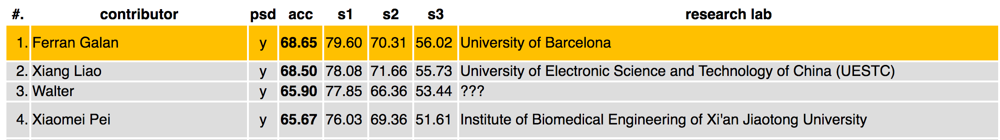 #. contributor psd acc s1 s2 s3 research lab
1. Ferran Galan y 68.65 79.60 70.31 56.02 University of Barcelona
2. Xiang Liao y 68.50 78.08 71.66 55.73 University of Electronic Science and Technology of China (UESTC)
3. Walter y 65.90 77.85 66.36 53.44 ???
4. Xiaomei Pei y 65.67 76.03 69.36 51.61 Institute of Biomedical Engineering of Xi'an Jiaotong University